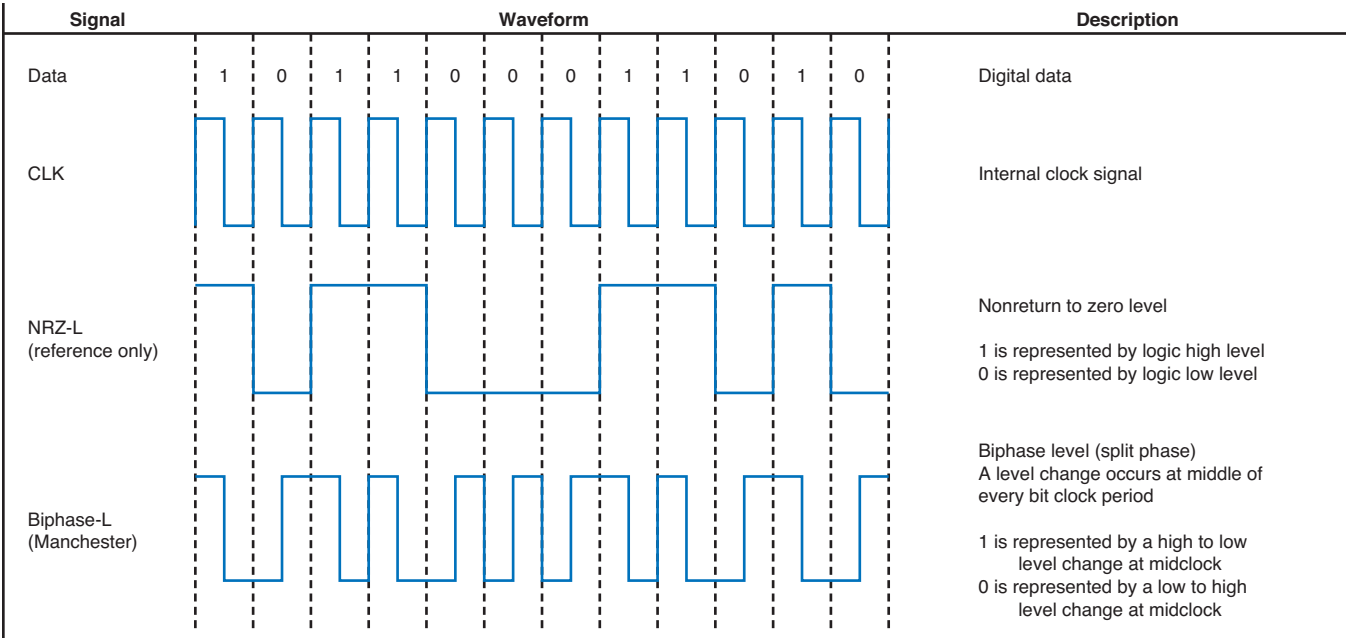 Signal Waveform Description
Data 1 0 1 1 0 0 0 1 1 0 1 0 Digital data
CLK Internal clock signal
NRZ-L
(reference only)
Nonreturn to zero level
1 is represented by logic high level
0 is represented by logic low level
Biphase-L
(Manchester)
Biphase level (split phase)
A level change occurs at middle of
every bit clock period
1 is represented by a high to low
level change at midclock
0 is represented by a low to high
level change at midclock